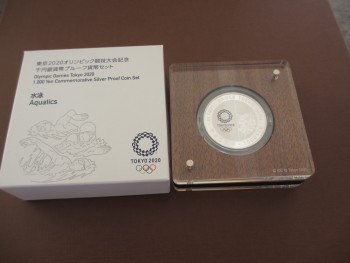 東京2020オリンピック競技大会記念
千円銀貨幣プルーフ貨幣セット
Olympic Games Tokyo 2020
1,000 Yen Commemorative Silver Proof Coin Set
水泳
Aquatics
TOKYO 2020